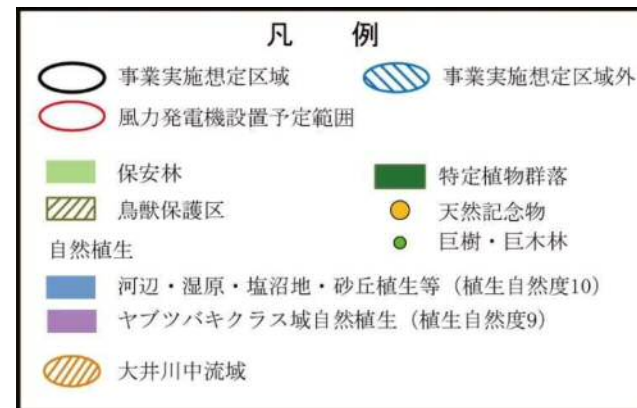 凡 例
事業実施想定区域 事業実施想定区域外
風力発電機設置予定範囲
保安林 特定植物群落
鳥獣保護区 天然記念物
自然植生 巨樹・巨木林
河辺・湿原・塩沼地・砂丘植生等（植生自然度10）
ヤブツバキクラス域自然植生（植生自然度9）
大井川中流域